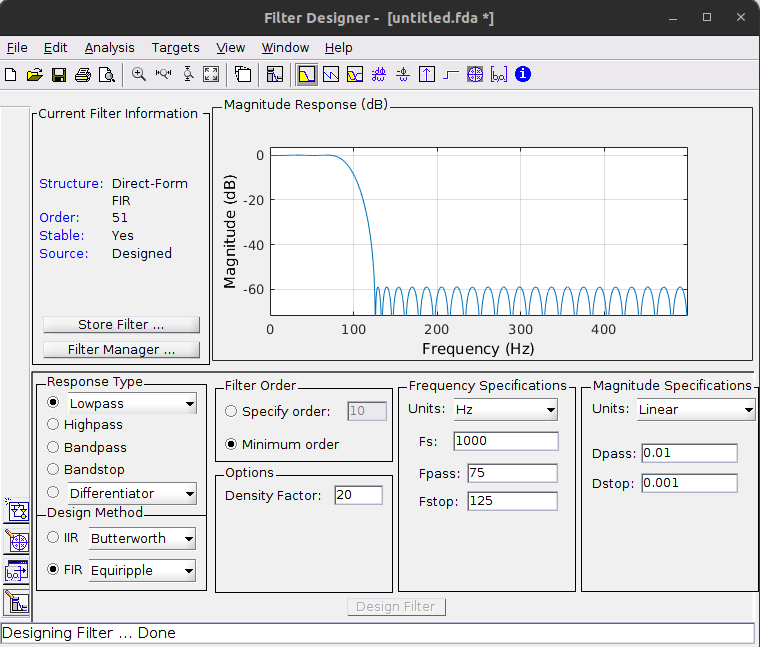 Filter Designer - [untitled.fda *]
File Edit Analysis Targets View Window Help
Current Filter Information
Structure: Direct-Form
FIR
Order: 51
Stable: Yes
Source: Designed
Store Filter ...
Filter Manager ...
Magnitude Response (dB)
Magnitude (dB)
0
-20
-40
-60
0 100 200 300 400
Frequency (Hz)
Response Type
Lowpass
Highpass
Bandpass
Bandstop
Differentiator
Design Method
IIR Butterworth
FIR Equiripple
Filter Order
Specify order: 10
Minimum order
Options
Density Factor: 20
Frequency Specifications
Units: Hz
Fs: 1000
Fpass: 75
Fstop: 125
Magnitude Specifications
Units: Linear
Dpass: 0.01
Dstop: 0.001
Design Filter
Designing Filter ... Done